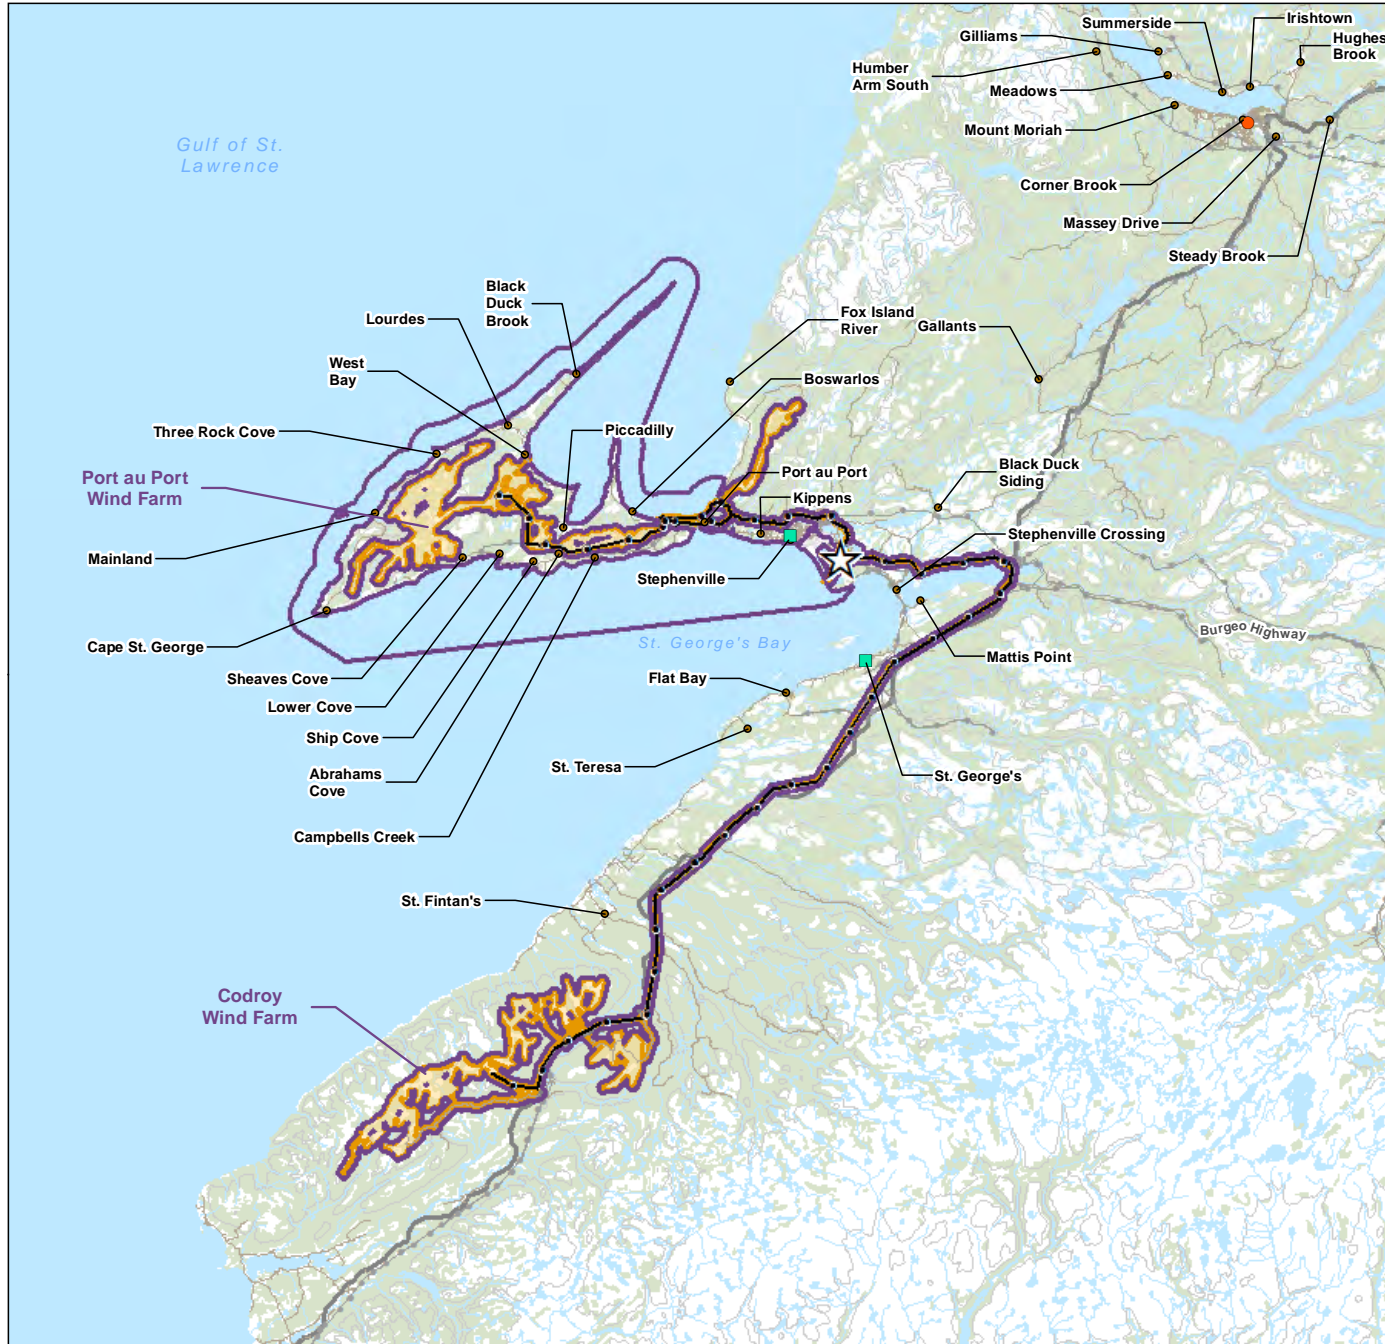 Summerside
Irishtown
Gilliams
Hughes
Brook
Humber
Arm South
Meadows
Mount Moriah
Gulf of St.
Lawrence
Corner Brook
Massey Drive
Steady Brook
Black
Duck
Brook
Lourdes
Fox Island
River
Gallants
West
Bay
Boswarlos
Three Rock Cove
Piccadilly
Port au Port
Wind Farm
Port au Port
Black Duck
Siding
Kippens
Stephenville Crossing
Mainland
Stephenville
Cape St. George
St. George's Bay
Burgeo Highway
Mattis Point
Sheaves Cove
Flat Bay
Lower Cove
Ship Cove
St. Teresa
Abrahams
Cove
St. George's
Campbells Creek
St. Fintan's
Codroy
Wind Farm